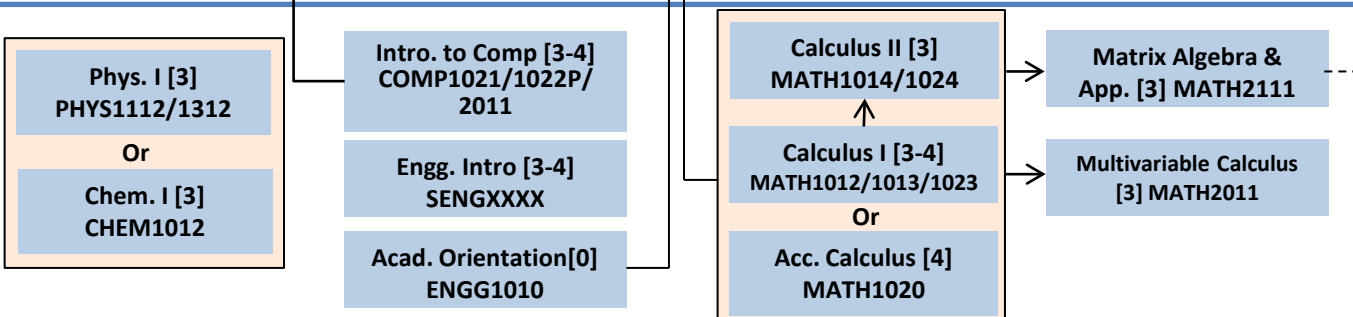 Phys. I [3]
PHYS1112/1312
Or
Chem. I [3]
CHEM1012
Intro. to Comp [3-4]
COMP1021/1022P/
2011
Engg. Intro [3-4]
SENGXXXX
Acad. Orientation[0]
ENGG1010
Calculus II [3]
MATH1014/1024
Calculus I [3-4]
MATH1012/1013/1023
Or
Acc. Calculus [4]
MATH1020
Matrix Algebra &
App. [3] MATH2111
Multivariable Calculus
[3] MATH2011